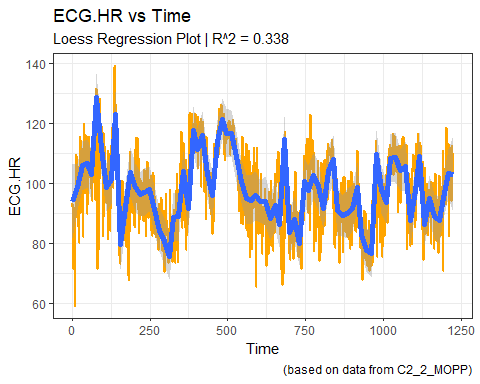 ECG.HR vs Time
Loess Regression Plot | R^2 = 0.338
140
120
100
80
60
ECG.HR
0
250
500
750
1000
1250
Time
(based on data from C2_2_MOPP)